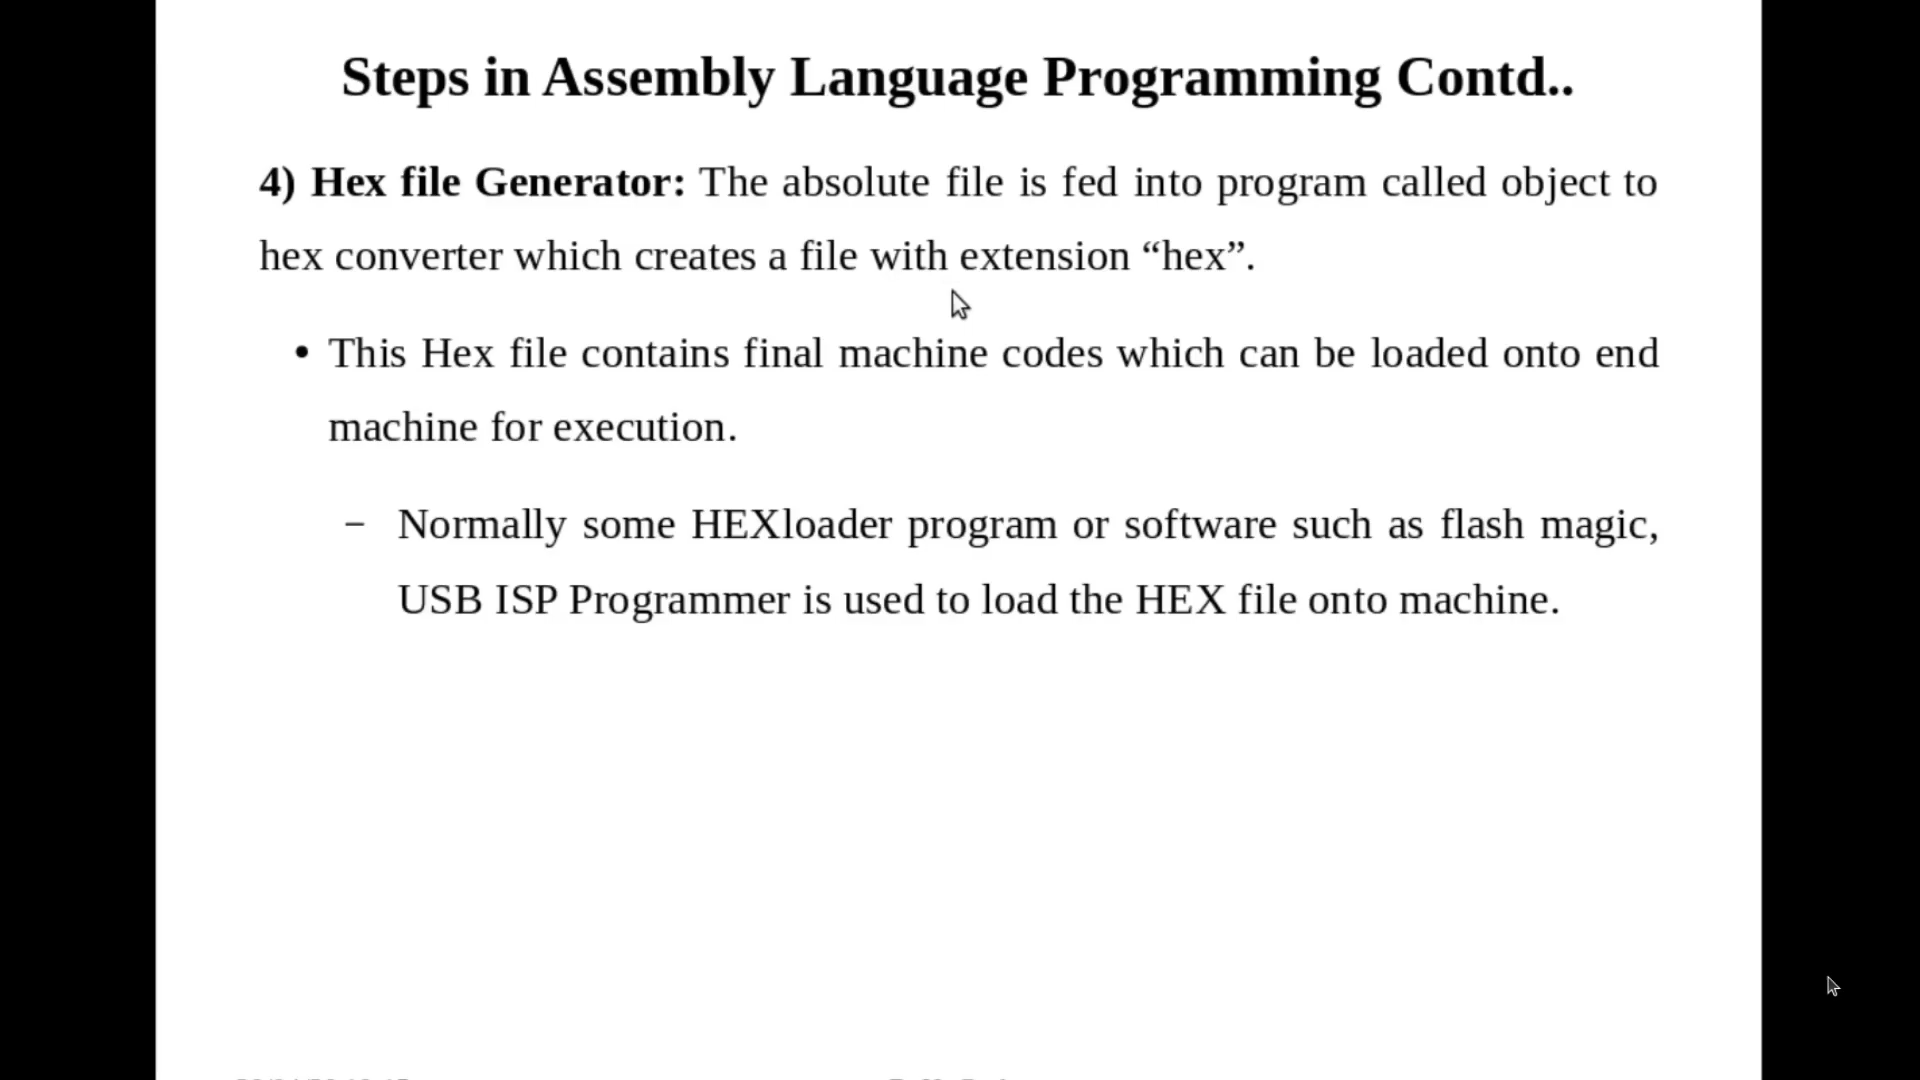 Steps in Assembly Language Programming Contd..
4) Hex file Generator: The absolute file is fed into program called object to
hex converter which creates a file with extension “hex”.
• This Hex file contains final machine codes which can be loaded onto end
machine for execution.
– Normally some HEXloader program or software such as flash magic,
USB ISP Programmer is used to load the HEX file onto machine.